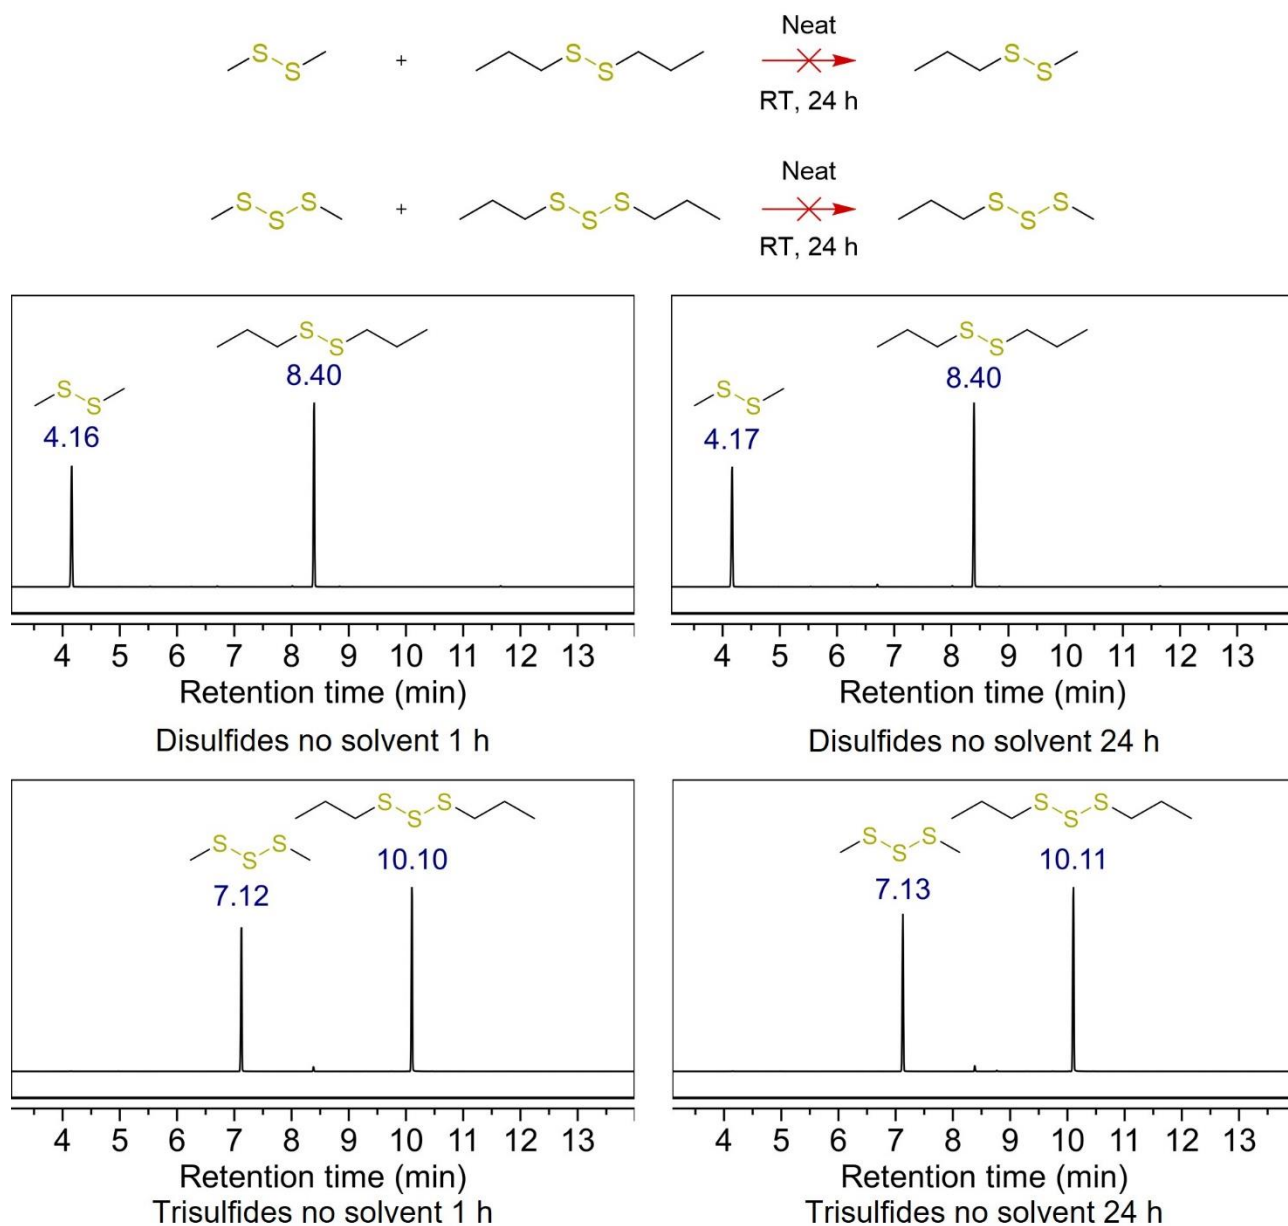 Neat
S S + S S RT, 24 h S S
Neat
S S S + S S S RT, 24 h S S S
S S
8.40
S S
4.16
4 5 6 7 8 9 10 11 12 13
Retention time (min)
Disulfides no solvent 1 h
S S
8.40
S S
4.17
4 5 6 7 8 9 10 11 12 13
Retention time (min)
Disulfides no solvent 24 h
S S S
S S S
10.10
7.12
4 5 6 7 8 9 10 11 12 13
Retention time (min)
Trisulfides no solvent 1 h
S S S
S S S
10.11
7.13
4 5 6 7 8 9 10 11 12 13
Retention time (min)
Trisulfides no solvent 24 h